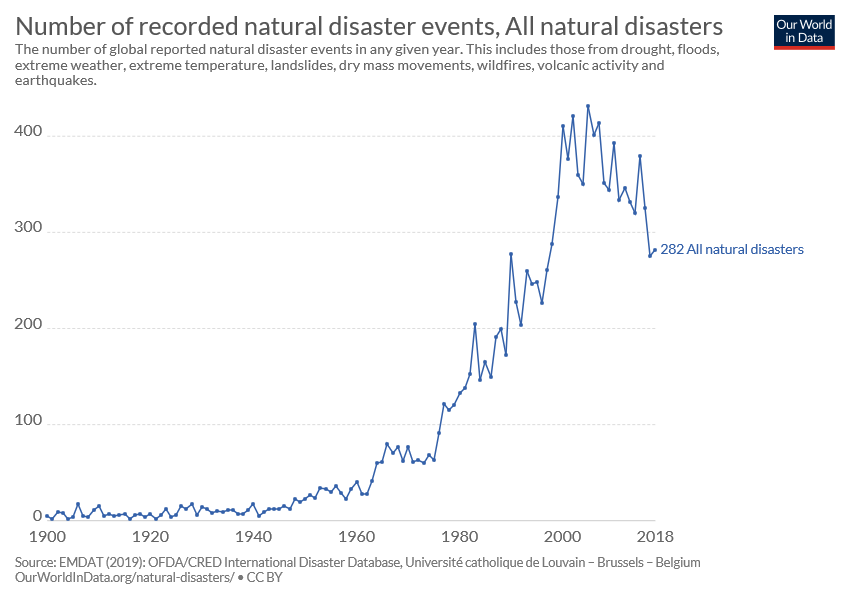 Number of recorded natural disaster events, All natural disasters
Our World
in Data
The number of global reported natural disaster events in any given year. This includes those from drought, floods,
extreme weather, extreme temperature, landslides, dry mass movements, wildfires, volcanic activity and
earthquakes.
400
300
282 All natural disasters
200
100
0
1900 1920 1940 1960 1980 2000 2018
Source: EMDAT (2019): OFDA/CRED International Disaster Database, Université catholique de Louvain – Brussels – Belgium
OurWorldInData.org/natural-disasters/ • CC BY